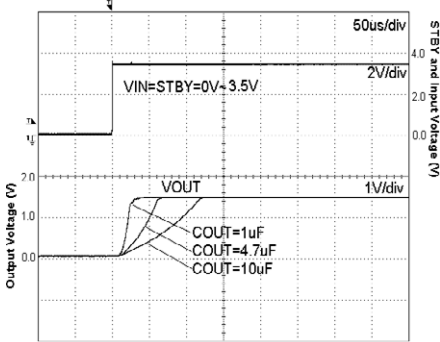 50us/div
4.0
2V/div
VIN=STBY=0V~3.5V
2.0
0.0
STBY and Input Voltage (V)
2.0
VOUT
1V/div
1.0
COUT=1uF
COUT=4.7uF
0.0
COUT=10uF
Output Voltage (V)